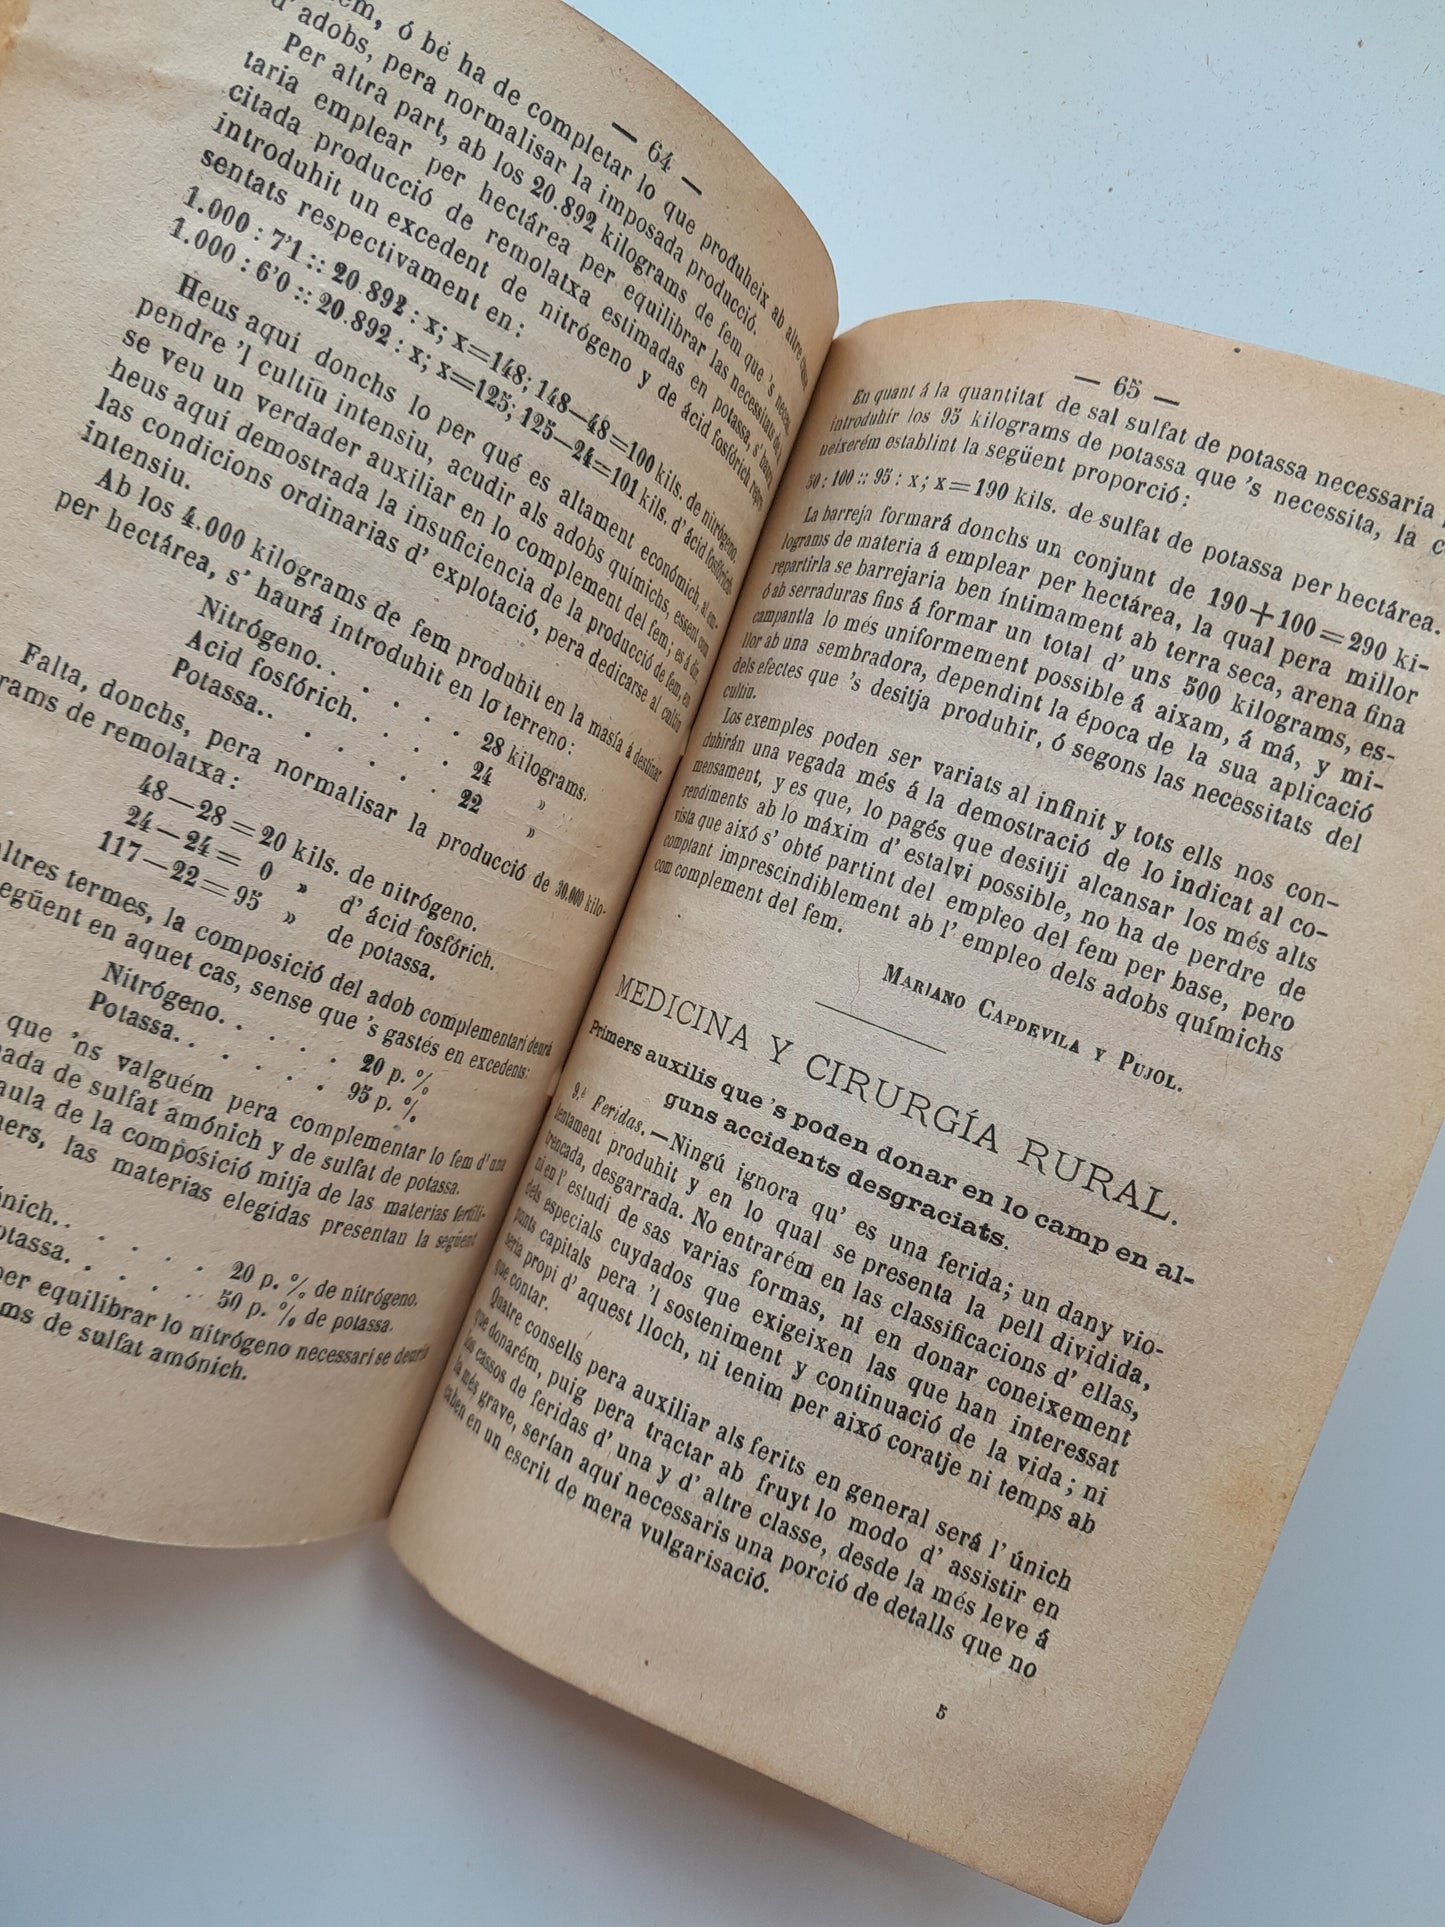 — 64 —
fem, ó bé ha de completar lo que produheix ab altre classe
d' adobs, pera normalisar la imposada producció.
Per altra part, ab los 20.892 kilograms de fem que 's necesi-
taria emplear per hectárea per equilibrar las necessitats de la
citada producció de remolatxa estimadas en potassa, s' hauria
introduhit un excedent de nitrógeno y de ácid fosfórich repre-
sentats respectivament en:
1.000 : 7'1 :: 20.892 : x; x=148; 148—48=100 kils. de nitrógeno.
1.000 : 6'0 :: 20.892 : x; x=125; 125—24=101 kils. d' ácid fosfórich.
Heus aquí donchs lo per qué es altament económich, al em-
pendre 'l cultíu intensiu, acudir als adobs químichs, essent com
se veu un verdader auxiliar en lo complement del fem, es á dir,
heus aquí demostrada la insuficiencia de la producció de fem, en
las condicions ordinarias d' explotació, pera dedicarse al cultiu
intensiu.
Ab los 4.000 kilograms de fem produhit en la masía á destinar
per hectárea, s' haurá introduhit en lo terreno:
Nitrógeno. . . . . 28 kilograms.
Acid fosfórich. . . . 24 »
Potassa. . . . . . 22 »
Falta, donchs, pera normalisar la producció de 30.000 kilo-
grams de remolatxa:
48—28=20 kils. de nitrógeno.
24—24= 0 » d' ácid fosfórich.
117—22=95 » de potassa.
altres termes, la composició del adob complementari deurá
següent en aquet cas, sense que 's gastés en excedents:
Nitrógeno. . . . . 20 p. %
Potassa. . . . . . 95 p. %
que 'ns valguém pera complementar lo fem d' una
de sulfat amónich y de sulfat de potassa.
aula de la composició mitja de las materias fertili-
las materias elegidas presentan la següent
. . . . 20 p. % de nitrógeno.
. . . . 50 p. % de potassa.
per equilibrar lo nitrógeno necessari se deuría
de sulfat amónich.
— 65 —
En quant á la quantitat de sal sulfat de potassa necessaria
introduhir los 95 kilograms de potassa que 's necessita, la
neixerém establint la següent proporció:
50 : 100 :: 95 : x; x=190 kils. de sulfat de potassa per hectárea.
La barreja formará donchs un conjunt de 190+100=290 ki-
lograms de materia á emplear per hectárea, la qual pera millor
repartirla se barrejaria ben íntimament ab terra seca, arena fina
ó ab serraduras fins á formar un total d' uns 500 kilograms, es-
campantla lo més uniformement possible á aixam, á má, y mi-
llor ab una sembradora, dependint la época de la sua aplicació
dels efectes que 's desitja produhir, ó segons las necessitats del
cultiu.
Los exemples poden ser variats al infinit y tots ells nos con-
duhirán una vegada més á la demostració de lo indicat al co-
mensament, y es que, lo pagés que desitji alcansar los més alts
rendiments ab lo máxim d' estalvi possible, no ha de perdre de
vista que aixó s' obté partint del empleo del fem per base, pero
comptant imprescindiblement ab l' empleo dels adobs químichs
com complement del fem.
MARIANO CAPDEVILA Y PUJOL.
MEDICINA Y CIRURGÍA RURAL.
Primers auxilis que 's poden donar en lo camp en al-
guns accidents desgraciats.
9.é Feridas.—Ningú ignora qu' es una ferida; un dany vio-
lentament produhit y en lo qual se presenta la pell dividida,
trencada, desgarrada. No entrarém en las classificacions d' ellas,
ni en l' estudi de sas varias formas, ni en donar coneixement
dels especials cuydados que exigeixen las que han interessat
punts capitals pera 'l sosteniment y continuació de la vida; ni
seria propi d' aquest lloch, ni tenim per aixó coratje ni temps ab
que contar.
Quatre consells pera auxiliar als ferits en general será l' únich
que donarém, puig pera tractar ab fruyt lo modo d' assistir en
los cassos de feridas d' una y d' altre classe, desde la més leve á
la més grave, serían aquí necessaris una porció de detalls que no
caben en un escrit de mera vulgarisació.
5